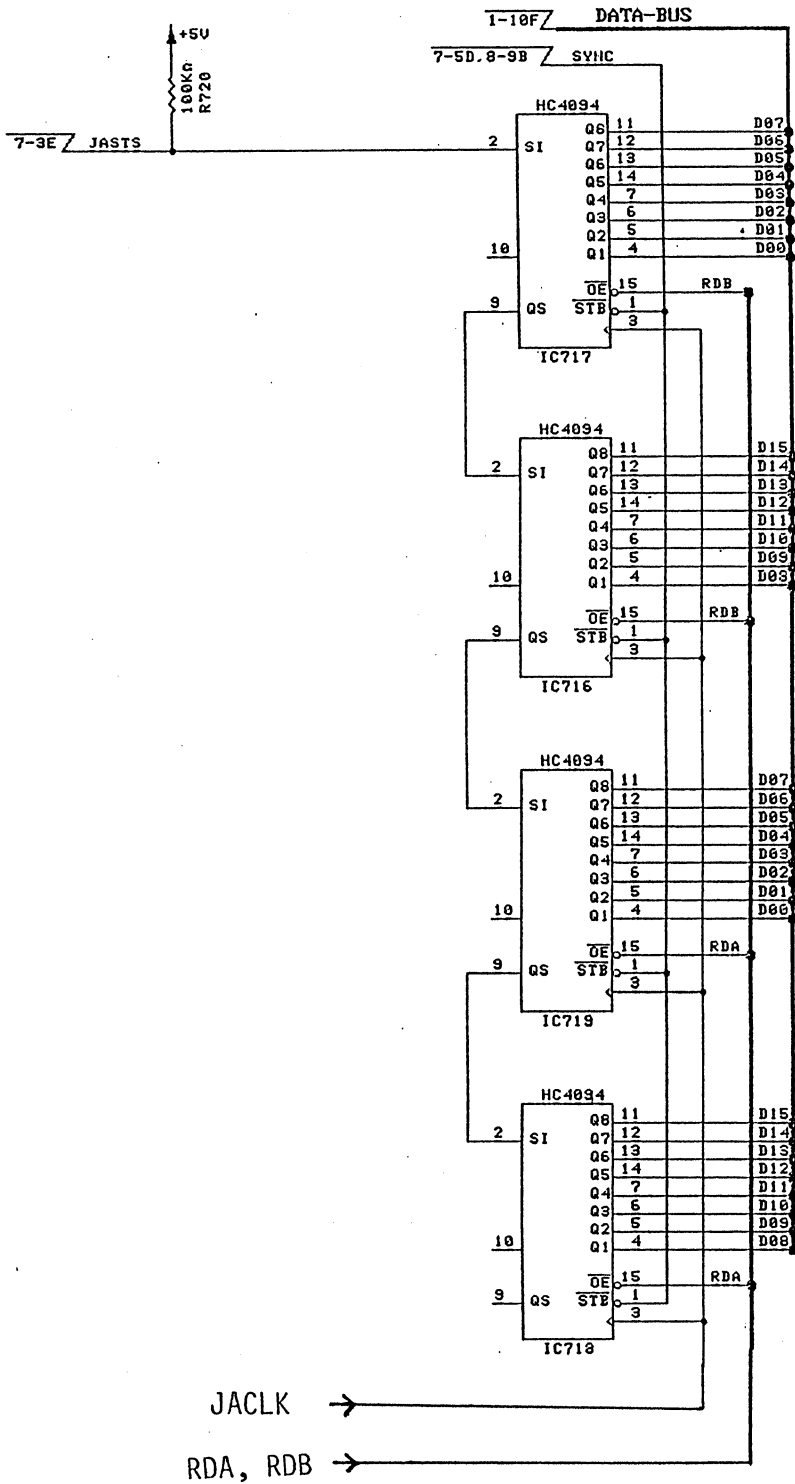 1-10F DATA-BUS
+5V
7-5D,8-9B SYNC
100KΩ
R720
7-3E JASTS
HC4094
2 SI
Q6 11 D07
Q7 12 D06
Q6 13 D05
Q5 14 D04
Q4 7 D03
Q3 6 D02
Q2 5 D01
Q1 4 D00
10
OE 15 RDB
9 QS
STB 1
3
IC717
HC4094
2 SI
Q8 11 D15
Q7 12 D14
Q6 13 D13
Q5 14 D12
Q4 7 D11
Q3 6 D10
Q2 5 D09
Q1 4 D08
10
OE 15 RDB
9 QS
STB 1
3
IC716
HC4094
2 SI
Q8 11 D07
Q7 12 D06
Q6 13 D05
Q5 14 D04
Q4 7 D03
Q3 6 D02
Q2 5 D01
Q1 4 D00
10
OE 15 RDA
9 QS
STB 1
3
IC719
HC4094
2 SI
Q8 11 D15
Q7 12 D14
Q6 13 D13
Q5 14 D12
Q4 7 D11
Q3 6 D10
Q2 5 D09
Q1 4 D08
10
OE 15 RDA
9 QS
STB 1
3
IC718
JACLK
RDA, RDB